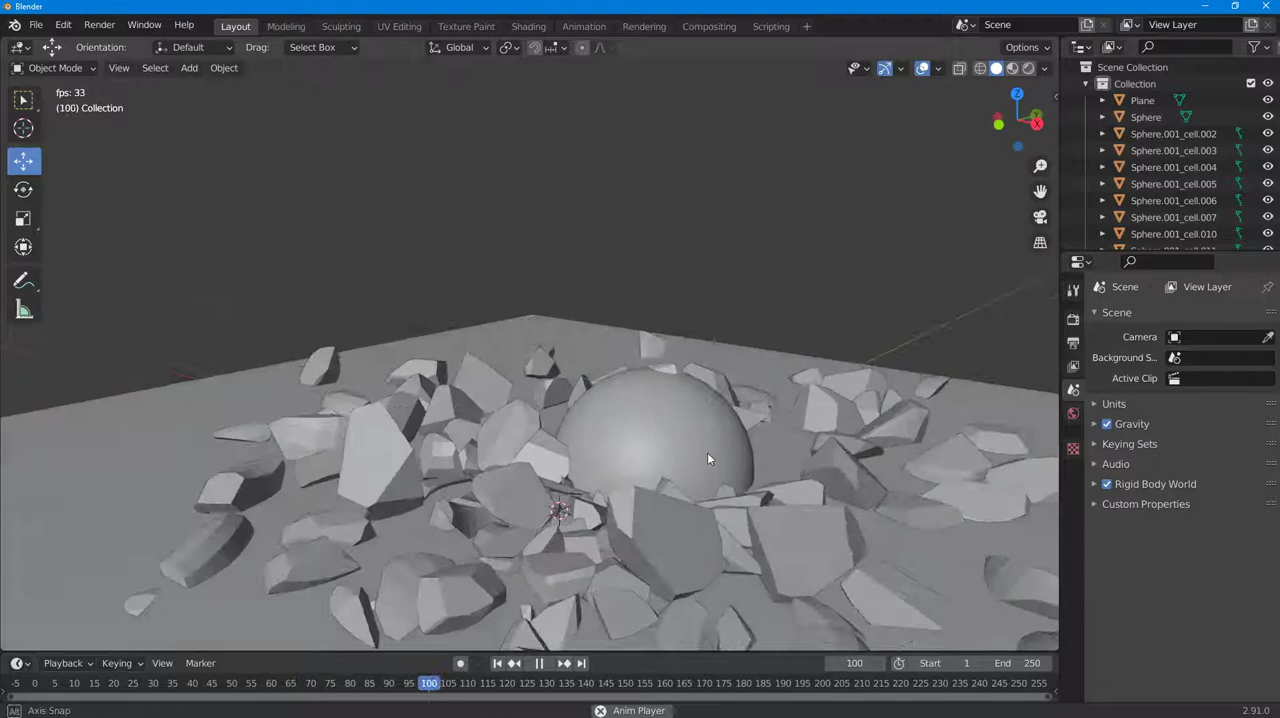 Blender
File Edit Render Window Help Layout Modeling Sculpting UV Editing Texture Paint Shading Animation Rendering Compositing Scripting + Scene View Layer
Orientation: Default Drag: Select Box Global Options
Object Mode View Select Add Object
fps: 33
(100) Collection
Z
Y
X
Scene Collection
Collection
Plane
Sphere
Sphere.001_cell.002
Sphere.001_cell.003
Sphere.001_cell.004
Sphere.001_cell.005
Sphere.001_cell.006
Sphere.001_cell.007
Sphere.001_cell.010
Sphere.001_cell.011
Scene View Layer
Scene
Camera
Background S...
Active Clip
Units
Gravity
Keying Sets
Audio
Rigid Body World
Custom Properties
Playback Keying View Marker 100 Start 1 End 250
-5 0 5 10 15 20 25 30 35 40 45 50 55 60 65 70 75 80 85 90 95 100 105 110 115 120 125 130 135 140 145 150 155 160 165 170 175 180 185 190 195 200 205 210 215 220 225 230 235 240 245 250 255
Alt Axis Snap Anim Player 2.91.0